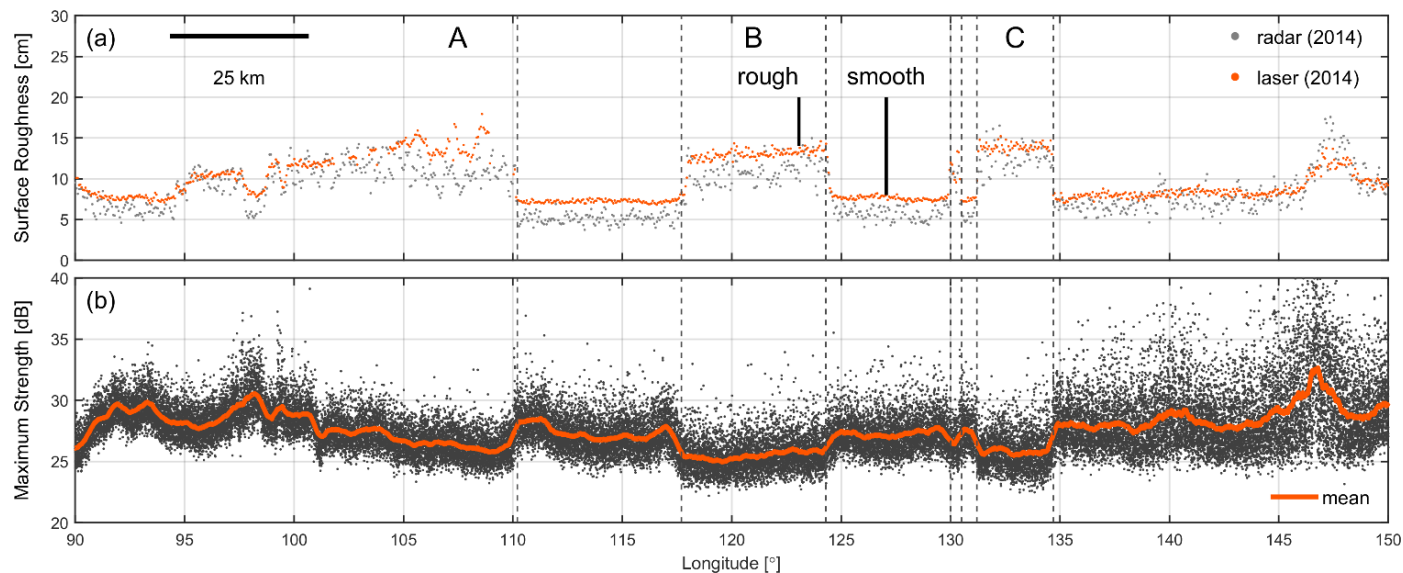 (a)
A
B
C
radar (2014)
laser (2014)
25 km
rough
smooth
Surface Roughness [cm]
30
25
20
15
10
5
0
(b)
Maximum Strength [dB]
40
35
30
25
20
mean
90 95 100 105 110 115 120 125 130 135 140 145 150
Longitude [°]